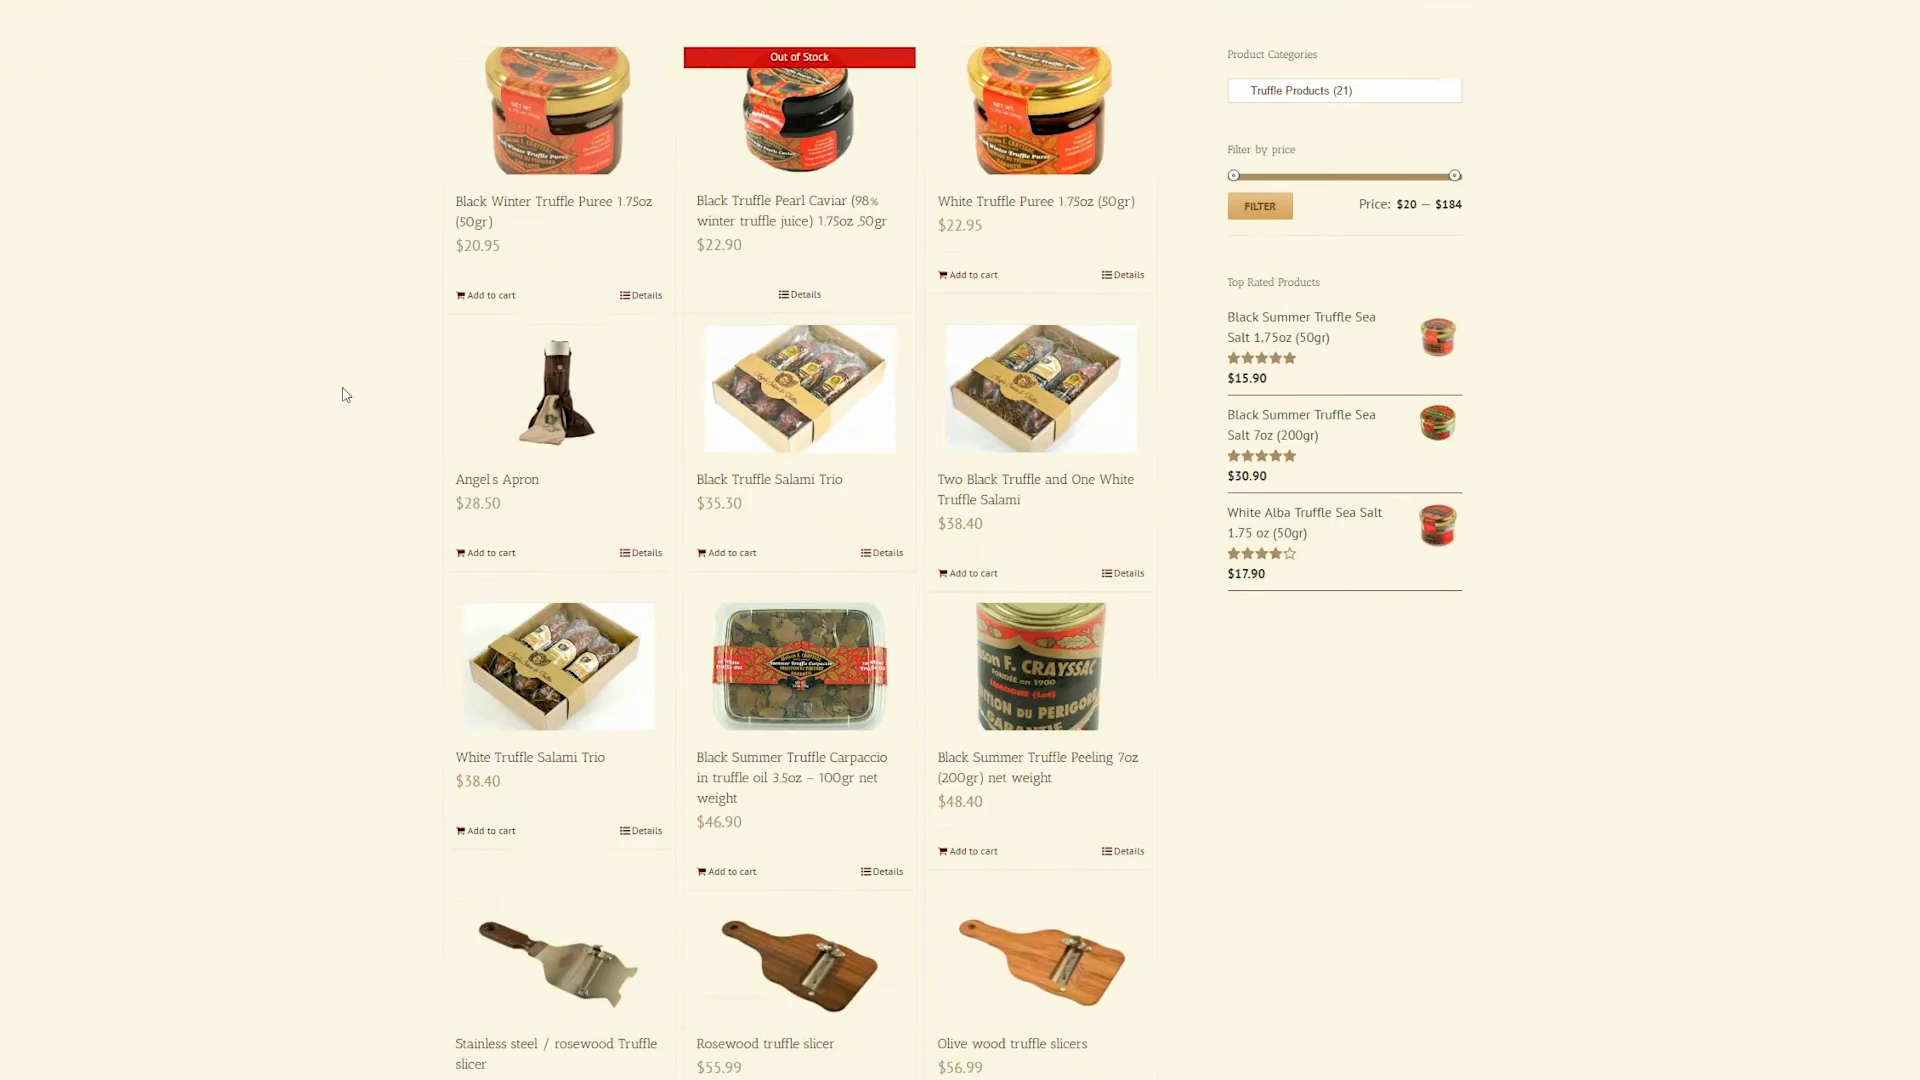 Out of Stock
Black Winter Truffle Puree 1.75oz
(50gr)
$20.95
Add to cart
Details
Black Truffle Pearl Caviar (98%
winter truffle juice) 1.75oz ,50gr
$22.90
Details
White Truffle Puree 1.75oz (50gr)
$22.95
Add to cart
Details
Angel's Apron
$28.50
Add to cart
Details
Black Truffle Salami Trio
$35.30
Add to cart
Details
Two Black Truffle and One White
Truffle Salami
$38.40
Add to cart
Details
F. CRAYSSAC
FONDÉE EN 1900
LIMOGNE (Lot)
DU PERIGORD
White Truffle Salami Trio
$38.40
Add to cart
Details
Black Summer Truffle Carpaccio
in truffle oil 3.5oz – 100gr net
weight
$46.90
Add to cart
Details
Black Summer Truffle Peeling 7oz
(200gr) net weight
$48.40
Add to cart
Details
Stainless steel / rosewood Truffle
slicer
Rosewood truffle slicer
$55.99
Olive wood truffle slicers
$56.99
Product Categories
Truffle Products (21)
Filter by price
FILTER
Price: $20 — $184
Top Rated Products
Black Summer Truffle Sea
Salt 1.75oz (50gr)
$15.90
Black Summer Truffle Sea
Salt 7oz (200gr)
$30.90
White Alba Truffle Sea Salt
1.75 oz (50gr)
$17.90